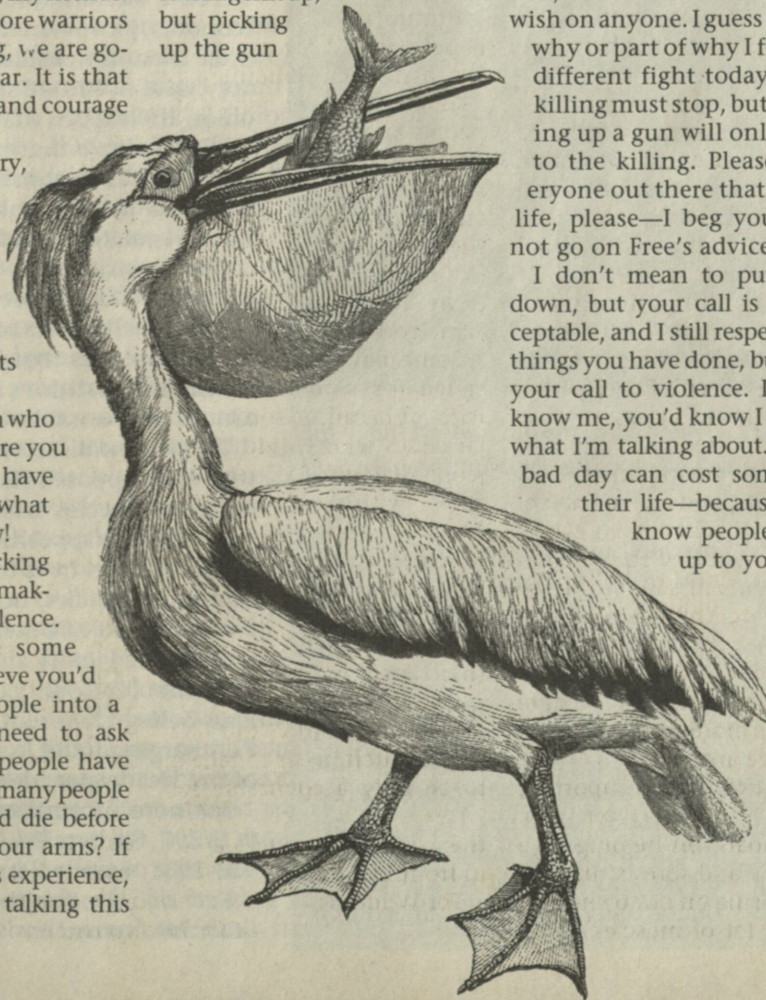 ore warriors
g, we are go-
ar. It is that
and courage
ry,
ts
who
re you
have
what
y!
cking
mak-
lence.
some
eve you'd
ople into a
need to ask
people have
many people
d die before
our arms? If
s experience,
talking this
but picking
up the gun
wish on anyone. I guess
why or part of why I f
different fight today
killing must stop, but
ing up a gun will onl
to the killing. Please
eryone out there that
life, please—I beg you
not go on Free's advice
I don't mean to pu
down, but your call is
ceptable, and I still respe
things you have done, bu
your call to violence. I
know me, you'd know I
what I'm talking about.
bad day can cost som
their life—becaus
know people
up to yo